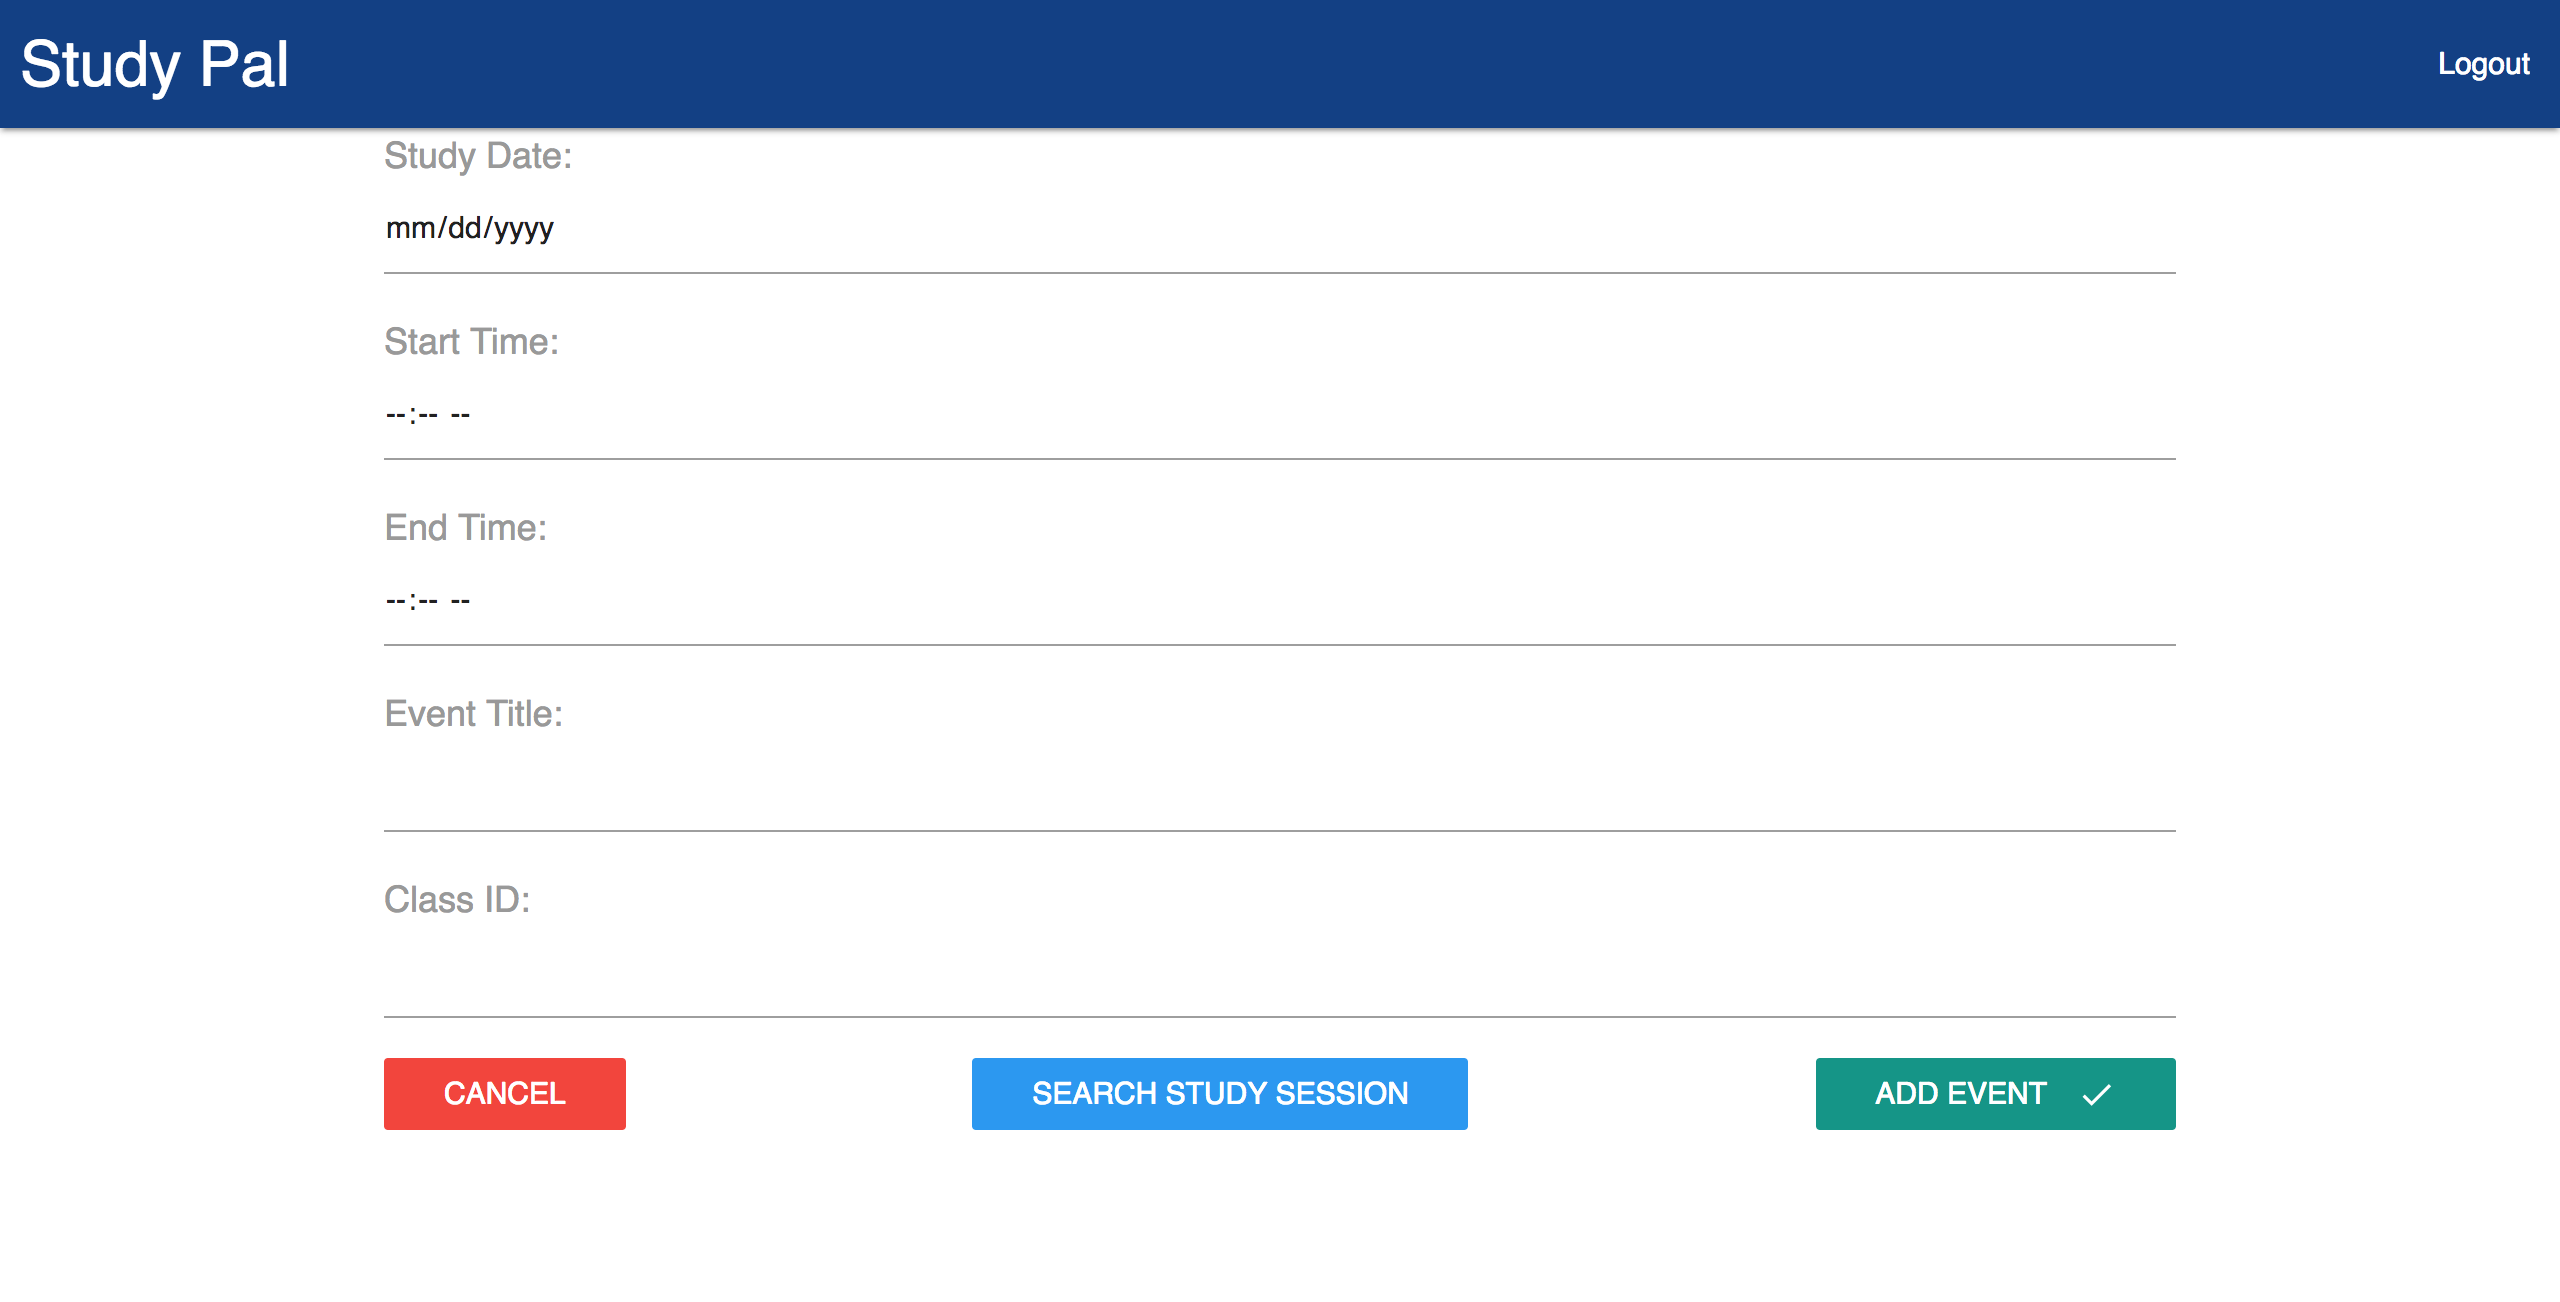 Study Pal
Logout
Study Date:
mm/dd/yyyy
Start Time:
--:-- --
End Time:
--:-- --
Event Title:
Class ID:
CANCEL
SEARCH STUDY SESSION
ADD EVENT